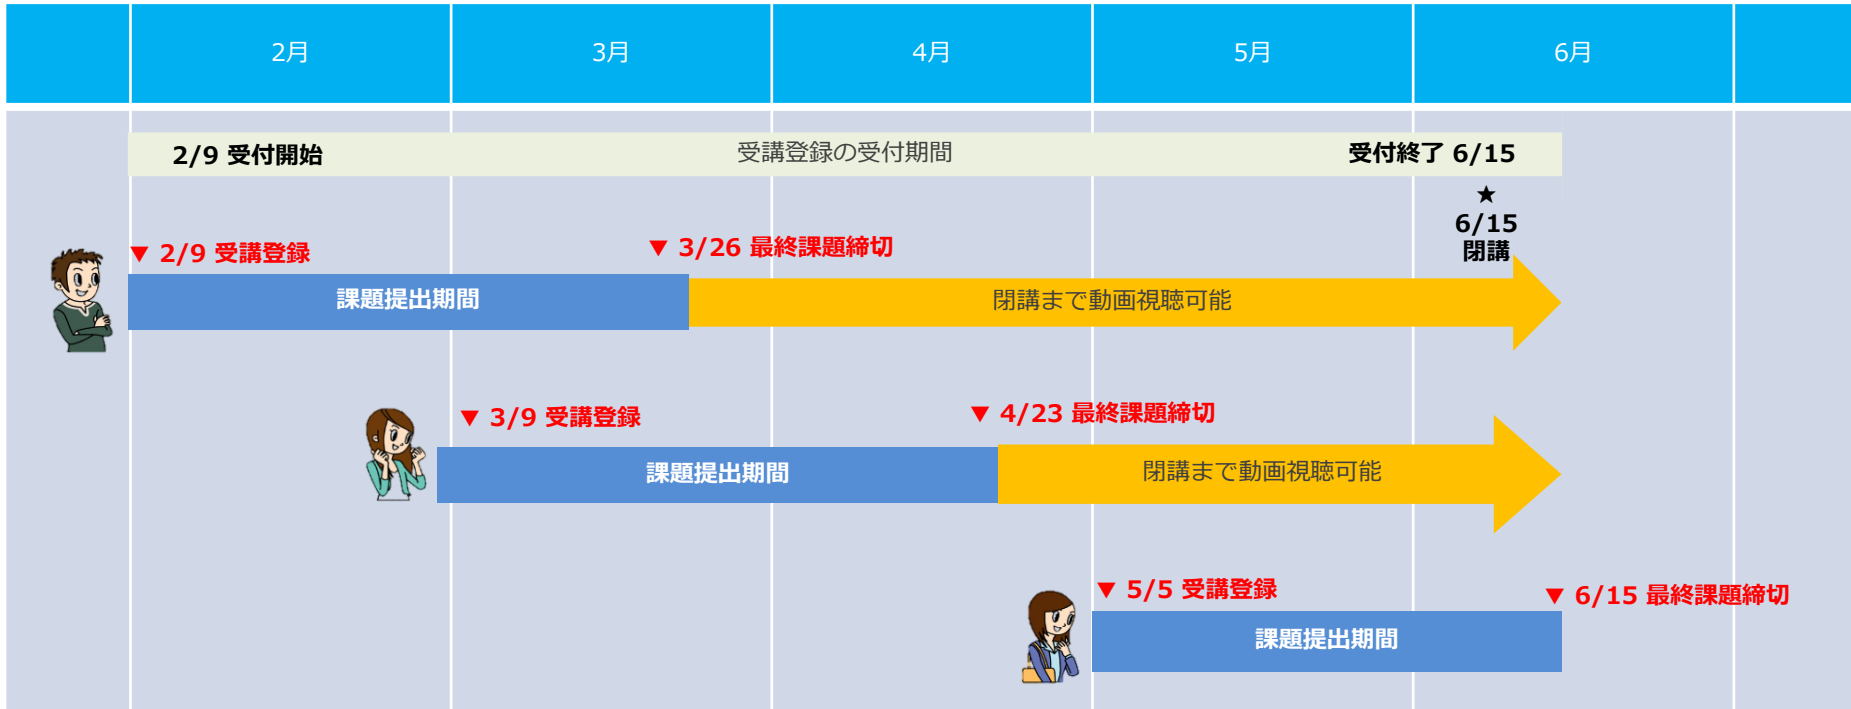 2月
3月
4月
5月
6月
2/9 受付開始
受講登録の受付期間
受付終了 6/15
★
6/15
閉講
▼ 2/9 受講登録
▼ 3/26 最終課題締切
課題提出期間
閉講まで動画視聴可能
▼ 3/9 受講登録
▼ 4/23 最終課題締切
課題提出期間
閉講まで動画視聴可能
▼ 5/5 受講登録
▼ 6/15 最終課題締切
課題提出期間